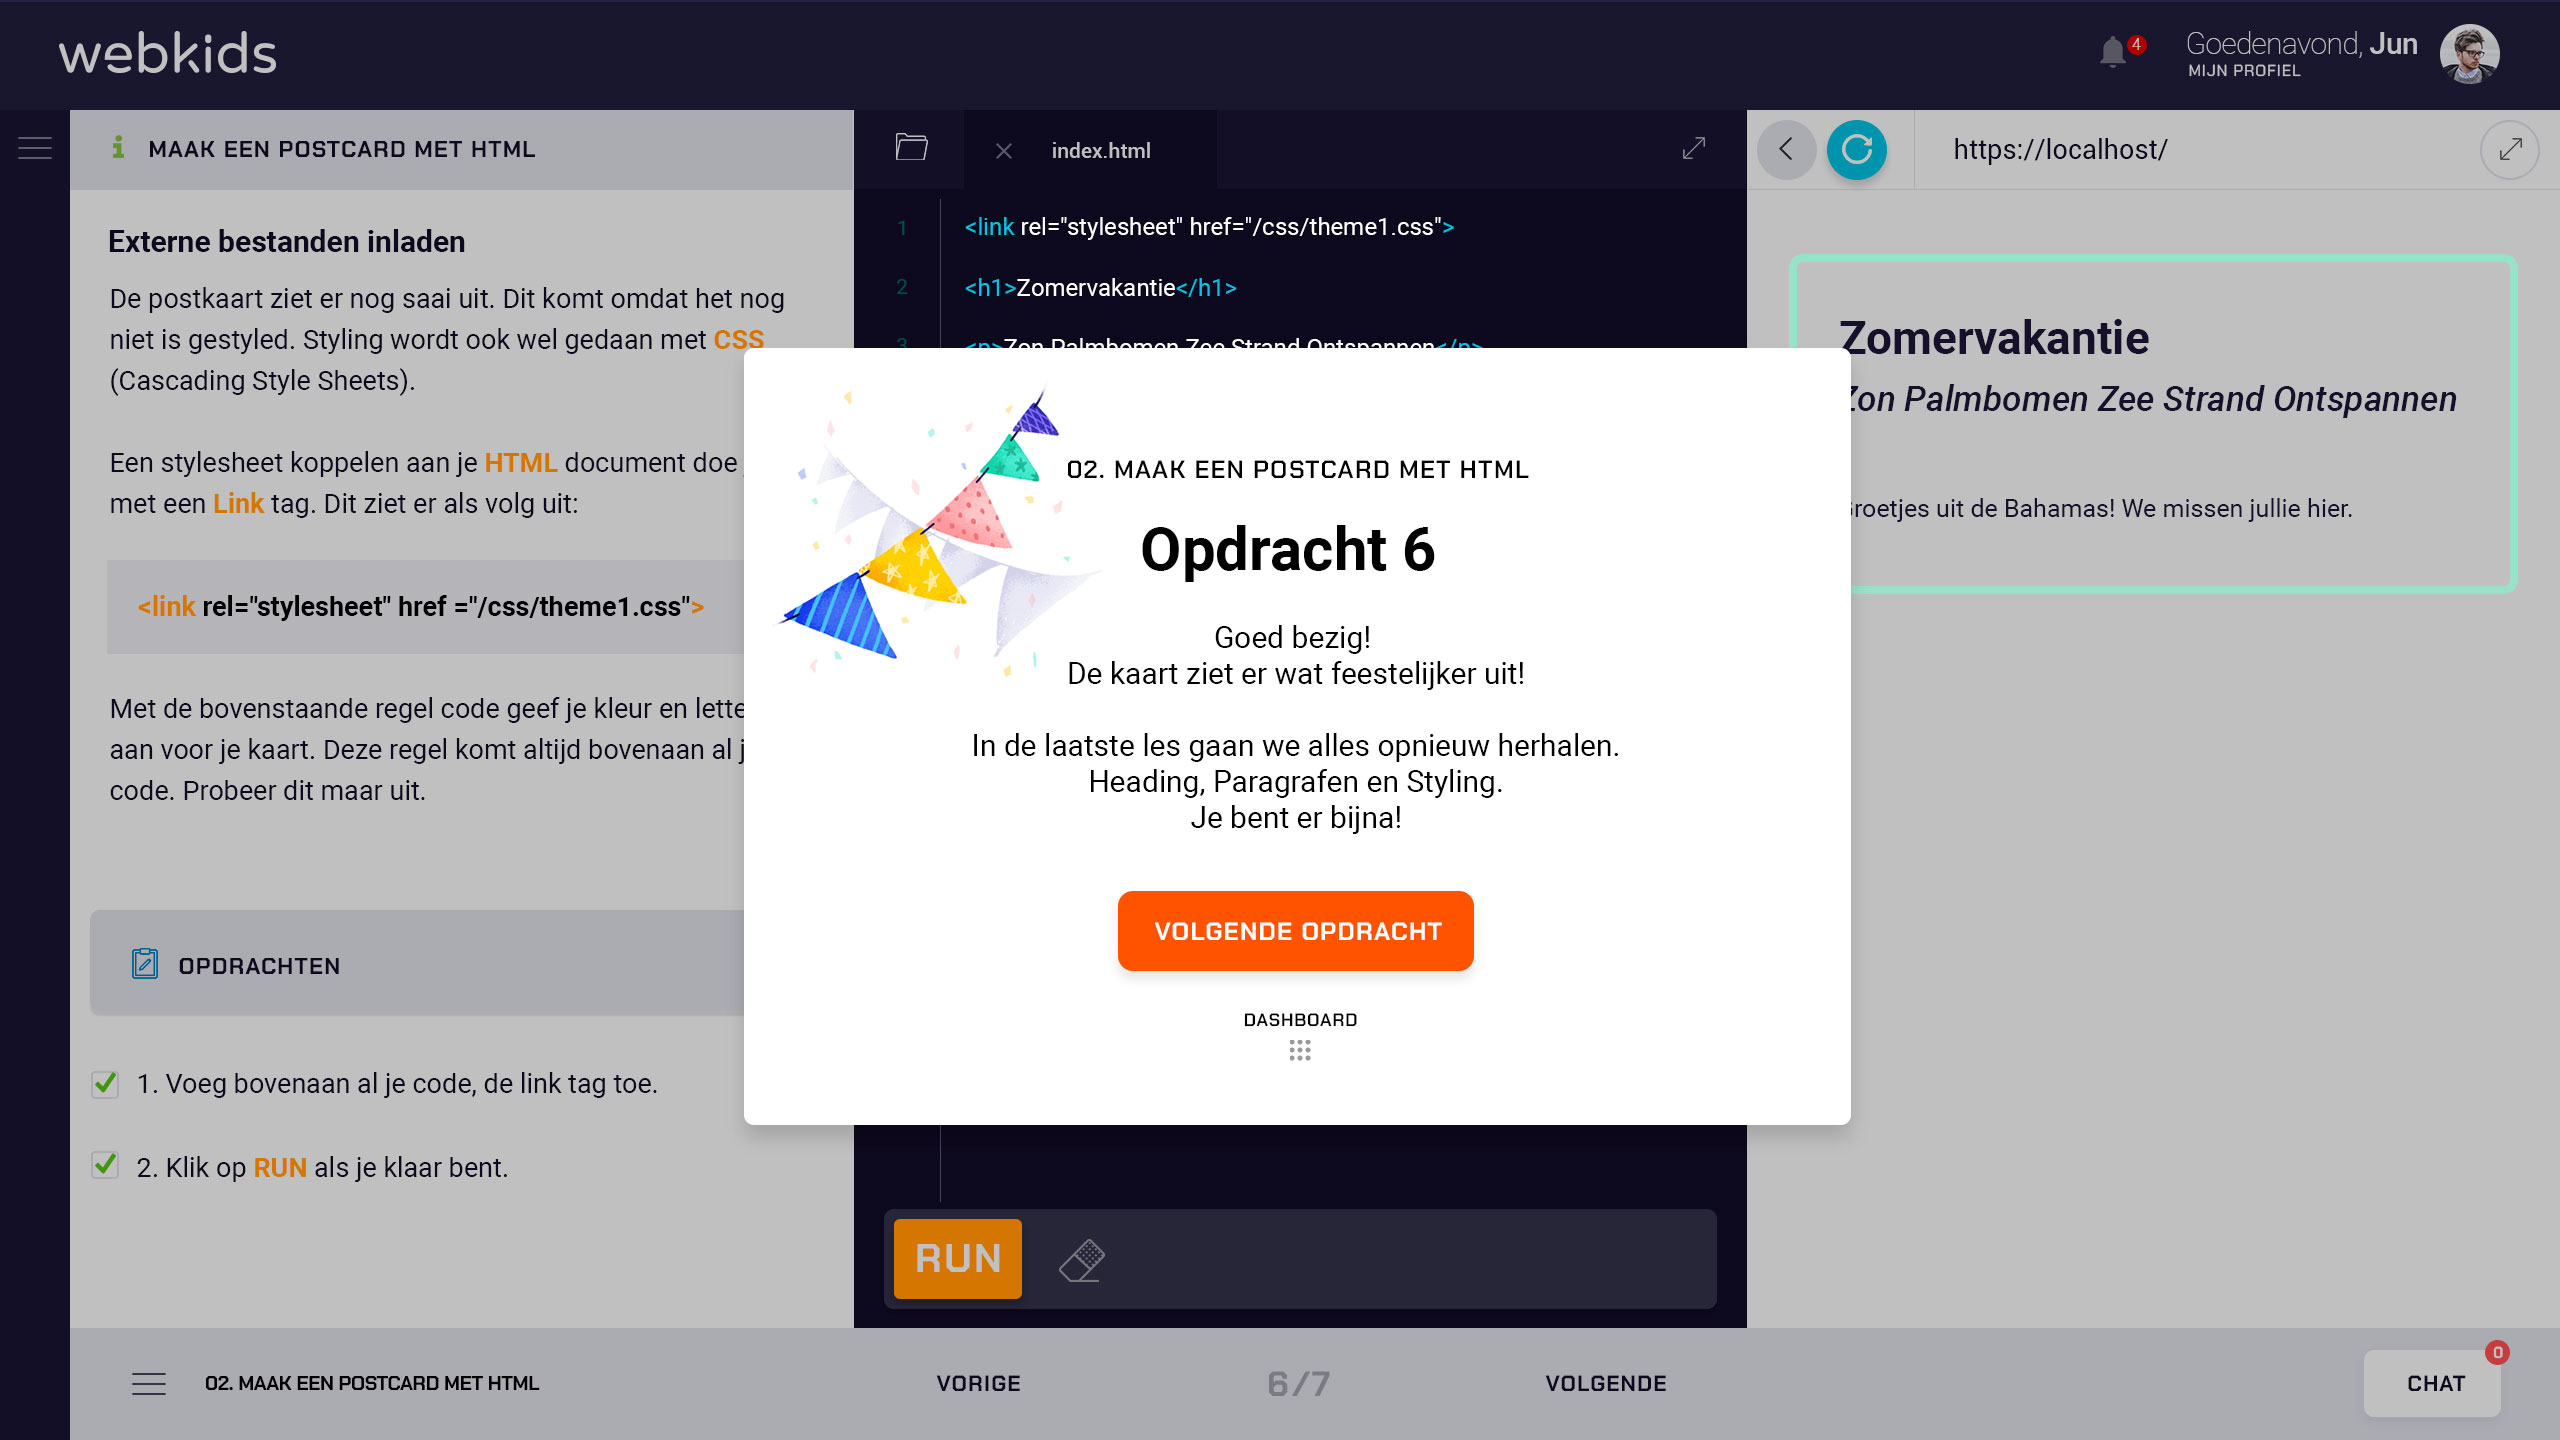 webkids
4
Goedenavond, Jun
MIJN PROFIEL
MAAK EEN POSTCARD MET HTML
Externe bestanden inladen
De postkaart ziet er nog saai uit. Dit komt omdat het nog
niet is gestyled. Styling wordt ook wel gedaan met CSS
(Cascading Style Sheets).
Een stylesheet koppelen aan je HTML document doe
met een Link tag. Dit ziet er als volg uit:
<link rel="stylesheet" href ="/css/theme1.css">
Met de bovenstaande regel code geef je kleur en lette
aan voor je kaart. Deze regel komt altijd bovenaan al j
code. Probeer dit maar uit.
OPDRACHTEN
1. Voeg bovenaan al je code, de link tag toe.
2. Klik op RUN als je klaar bent.
index.html
1 <link rel="stylesheet" href="/css/theme1.css">
2 <h1>Zomervakantie</h1>
3 <p>Zon Palmbomen Zee Strand Ontspannen</p>
https://localhost/
Zomervakantie
Zon Palmbomen Zee Strand Ontspannen
Groetjes uit de Bahamas! We missen jullie hier.
02. MAAK EEN POSTCARD MET HTML
Opdracht 6
Goed bezig!
De kaart ziet er wat feestelijker uit!
In de laatste les gaan we alles opnieuw herhalen.
Heading, Paragrafen en Styling.
Je bent er bijna!
VOLGENDE OPDRACHT
DASHBOARD
RUN
02. MAAK EEN POSTCARD MET HTML
VORIGE
6/7
VOLGENDE
CHAT
0